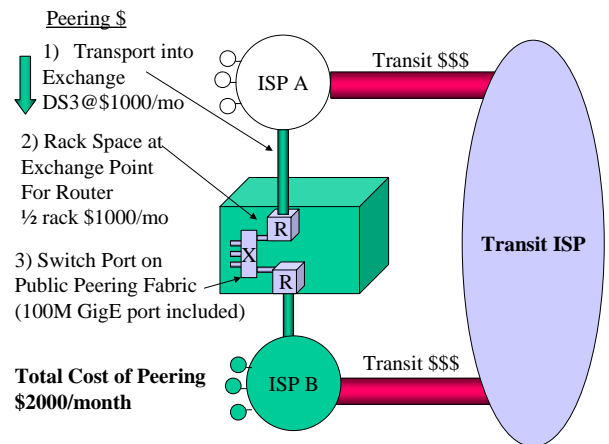 Peering $
1) Transport into
Exchange
DS3@$1000/mo
2) Rack Space at
Exchange Point
For Router
½ rack $1000/mo
3) Switch Port on
Public Peering Fabric
(100M GigE port included)
Total Cost of Peering
$2000/month
ISP A
Transit $$$
R
X
R
Transit ISP
ISP B
Transit $$$